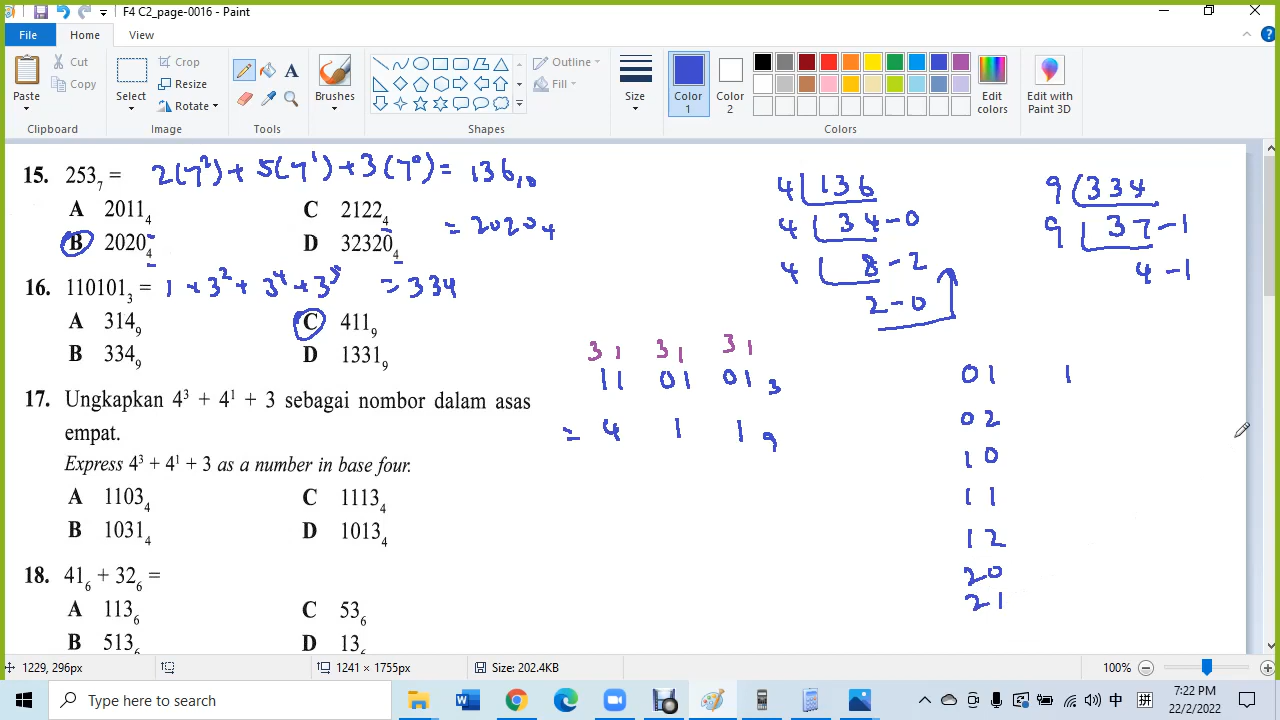 F4 C2_page-0016 - Paint
File Home View
Paste Cut Copy
Clipboard
Select Crop Resize Rotate
Image
Tools
Brushes
Outline Fill
Shapes
Size
Color 1
Color 2
Edit colors
Colors
Edit with Paint 3D
15. 253₇ = 2(7²) + 5(7¹) + 3(7⁰) = 136₁₀
A 2011₄ C 2122₄
= 2020₄
B 2020₄ D 32320₄
16. 110101₃ = 1 + 3² + 3⁴ + 3⁵ = 334
A 314₉ C 411₉
B 334₉ D 1331₉
17. Ungkapkan 4³ + 4¹ + 3 sebagai nombor dalam asas
empat.
Express 4³ + 4¹ + 3 as a number in base four.
A 1103₄ C 1113₄
B 1031₄ D 1013₄
18. 41₆ + 32₆ =
A 113₆ C 53₆
B 513₆ D 13₆
4 136
4 34 - 0
4 8 - 2
2 - 0
9 334
9 37 - 1
4 - 1
31 31 31
11 01 01 ₃
= 4 1 1 ₉
01 1
02
10
11
12
20
21
1229, 296px
1241 × 1755px
Size: 202.4KB
100%
Type here to search
中 拼
7:22 PM
22/2/2022